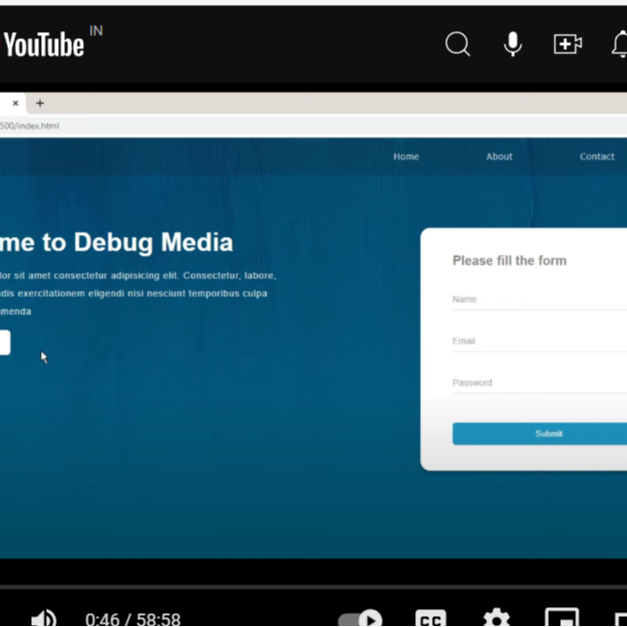 YouTube IN
× +
500/index.html
Home About Contact
me to Debug Media
lor sit amet consectetur adipisicing elit. Consectetur, labore,
dis exercitationem eligendi nisi nesciunt temporibus culpa
menda
Please fill the form
Name
Email
Password
Submit
0:46 / 58:58
CC